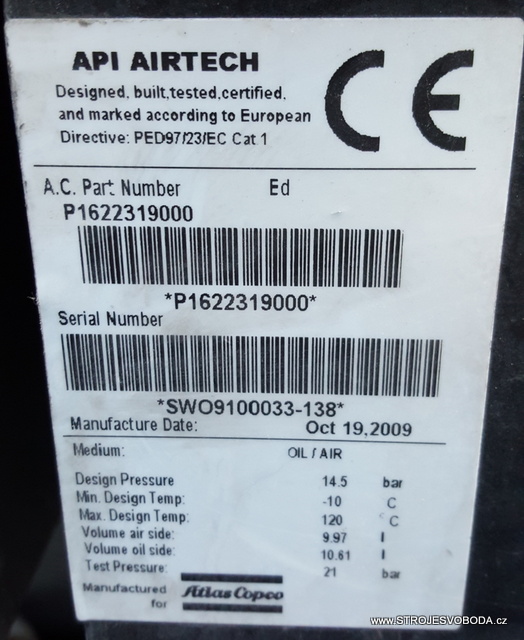 API AIRTECH
Designed, built,tested,certified,
and marked according to European
Directive: PED97/23/EC Cat 1
CE
A.C. Part Number Ed
P1622319000
*P1622319000*
Serial Number
*SWO9100033-138*
Manufacture Date: Oct 19,2009
Medium: OIL / AIR
Design Pressure 14.5 bar
Min. Design Temp: -10 C
Max. Design Temp: 120 °C
Volume air side: 9.97 l
Volume oil side: 10.61 l
Test Pressure: 21 bar
Manufactured for Atlas Copco
www.STROJESVOBODA.cz